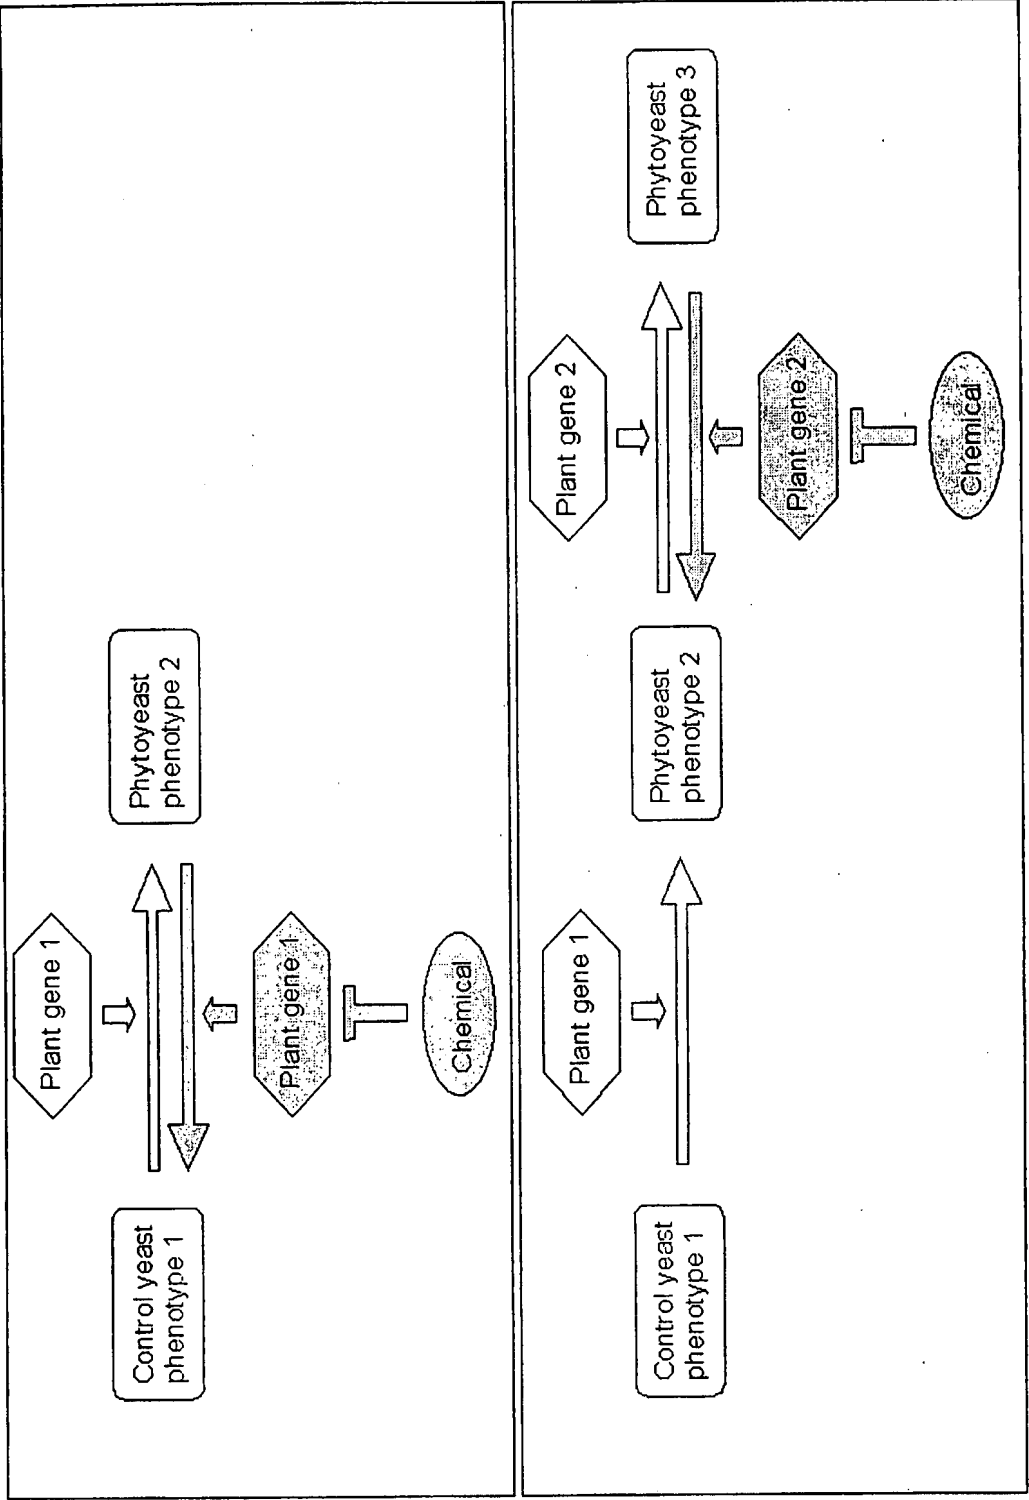 Plant gene 1
Control yeast
phenotype 1
Phytoyeast
phenotype 2
Plant gene 1
Chemical
Plant gene 1
Plant gene 2
Control yeast
phenotype 1
Phytoyeast
phenotype 2
Phytoyeast
phenotype 3
Plant gene 2
Chemical